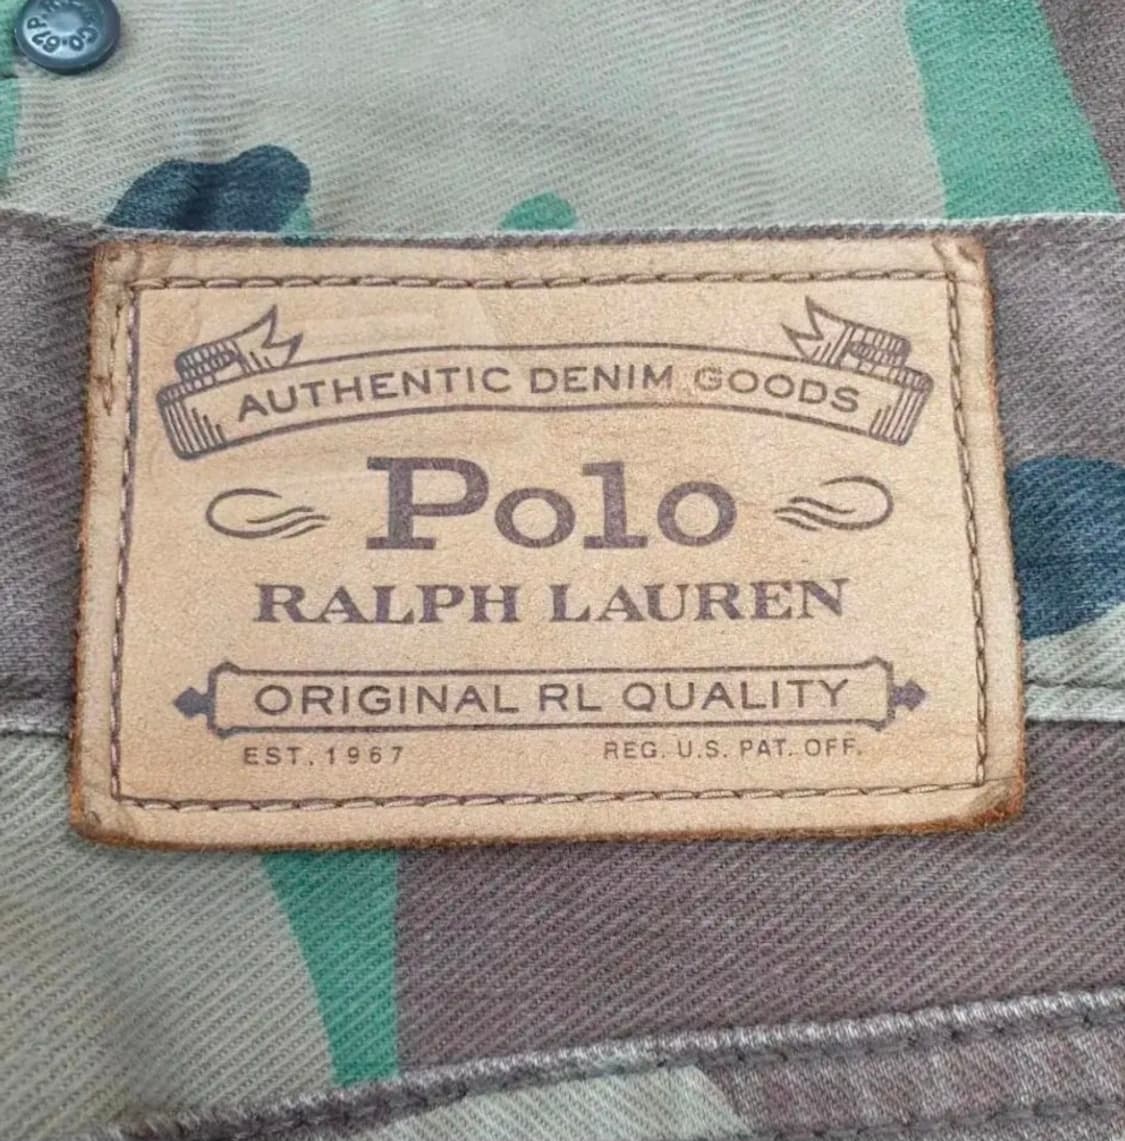 AUTHENTIC DENIM GOODS
Polo
RALPH LAUREN
ORIGINAL RL QUALITY
EST. 1967 REG. U.S. PAT. OFF.